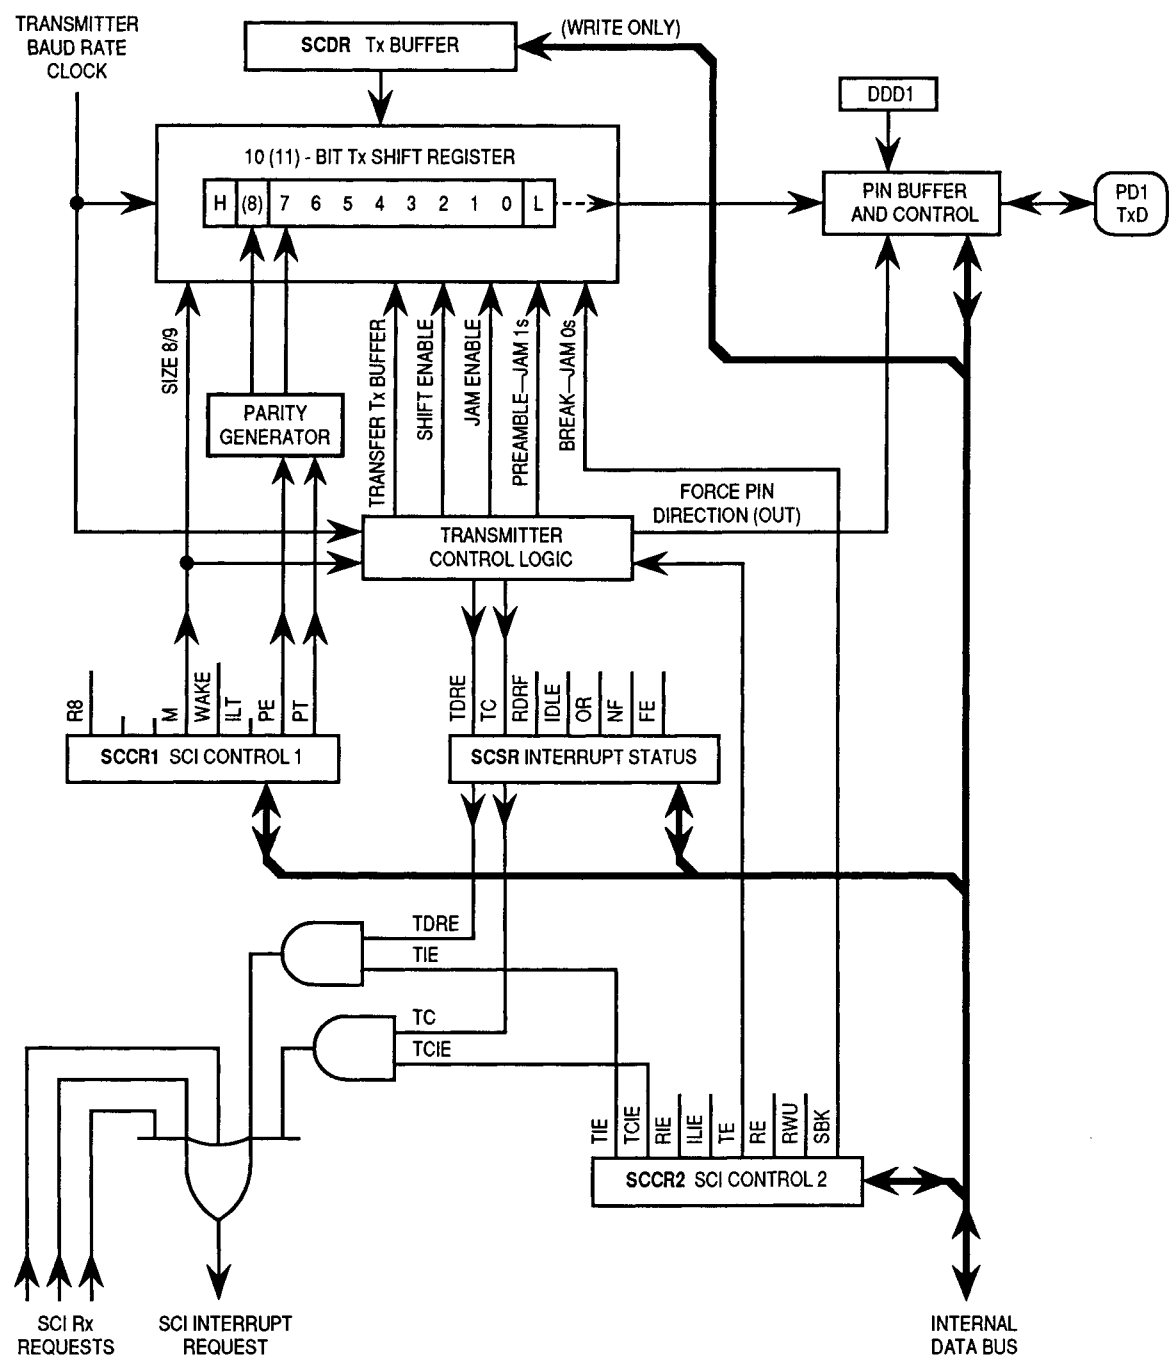 TRANSMITTER
BAUD RATE
CLOCK
SCDR Tx BUFFER
(WRITE ONLY)
DDD1
10 (11) - BIT Tx SHIFT REGISTER
H (8) 7 6 5 4 3 2 1 0 L
PIN BUFFER
AND CONTROL
PD1
TxD
SIZE 8/9
TRANSFER Tx BUFFER
SHIFT ENABLE
JAM ENABLE
PREAMBLE—JAM 1s
BREAK—JAM 0s
PARITY
GENERATOR
FORCE PIN
DIRECTION (OUT)
TRANSMITTER
CONTROL LOGIC
R8
M
WAKE
ILT
PE
PT
TDRE
TC
RDRF
IDLE
OR
NF
FE
SCCR1 SCI CONTROL 1
SCSR INTERRUPT STATUS
TDRE
TIE
TC
TCIE
TIE
TCIE
RIE
ILIE
TE
RE
RWU
SBK
SCCR2 SCI CONTROL 2
SCI Rx
REQUESTS
SCI INTERRUPT
REQUEST
INTERNAL
DATA BUS